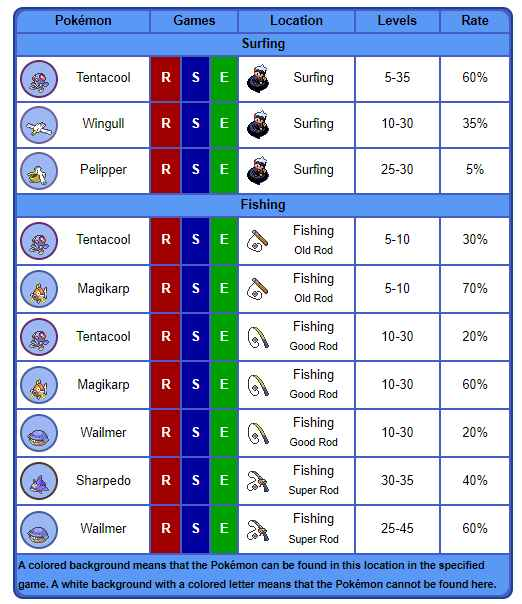 Pokémon Games Location Levels Rate
Surfing
Tentacool R S E Surfing 5-35 60%
Wingull R S E Surfing 10-30 35%
Pelipper R S E Surfing 25-30 5%
Fishing
Tentacool R S E Fishing Old Rod 5-10 30%
Magikarp R S E Fishing Old Rod 5-10 70%
Tentacool R S E Fishing Good Rod 10-30 20%
Magikarp R S E Fishing Good Rod 10-30 60%
Wailmer R S E Fishing Good Rod 10-30 20%
Sharpedo R S E Fishing Super Rod 30-35 40%
Wailmer R S E Fishing Super Rod 25-45 60%
A colored background means that the Pokémon can be found in this location in the specified
game. A white background with a colored letter means that the Pokémon cannot be found here.